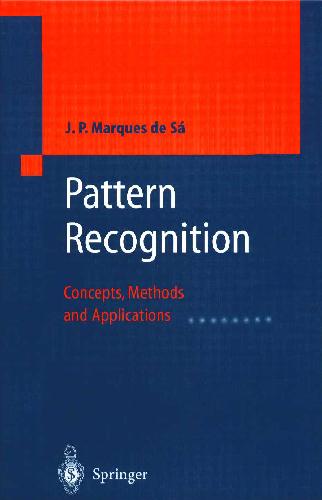 J. P. Marques de Sá
Pattern
Recognition
Concepts, Methods
and Applications
Springer